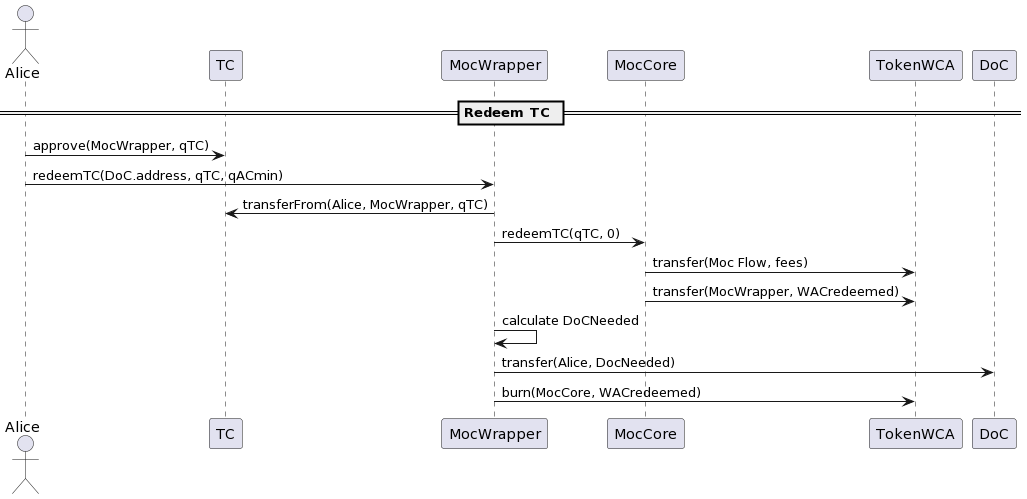 Alice
TC
MocWrapper
MocCore
TokenWCA
DoC
Redeem TC
approve(MocWrapper, qTC)
redeemTC(DoC.address, qTC, qACmin)
transferFrom(Alice, MocWrapper, qTC)
redeemTC(qTC, 0)
transfer(Moc Flow, fees)
transfer(MocWrapper, WACredeemed)
calculate DoCNeeded
transfer(Alice, DocNeeded)
burn(MocCore, WACredeemed)
Alice
TC
MocWrapper
MocCore
TokenWCA
DoC